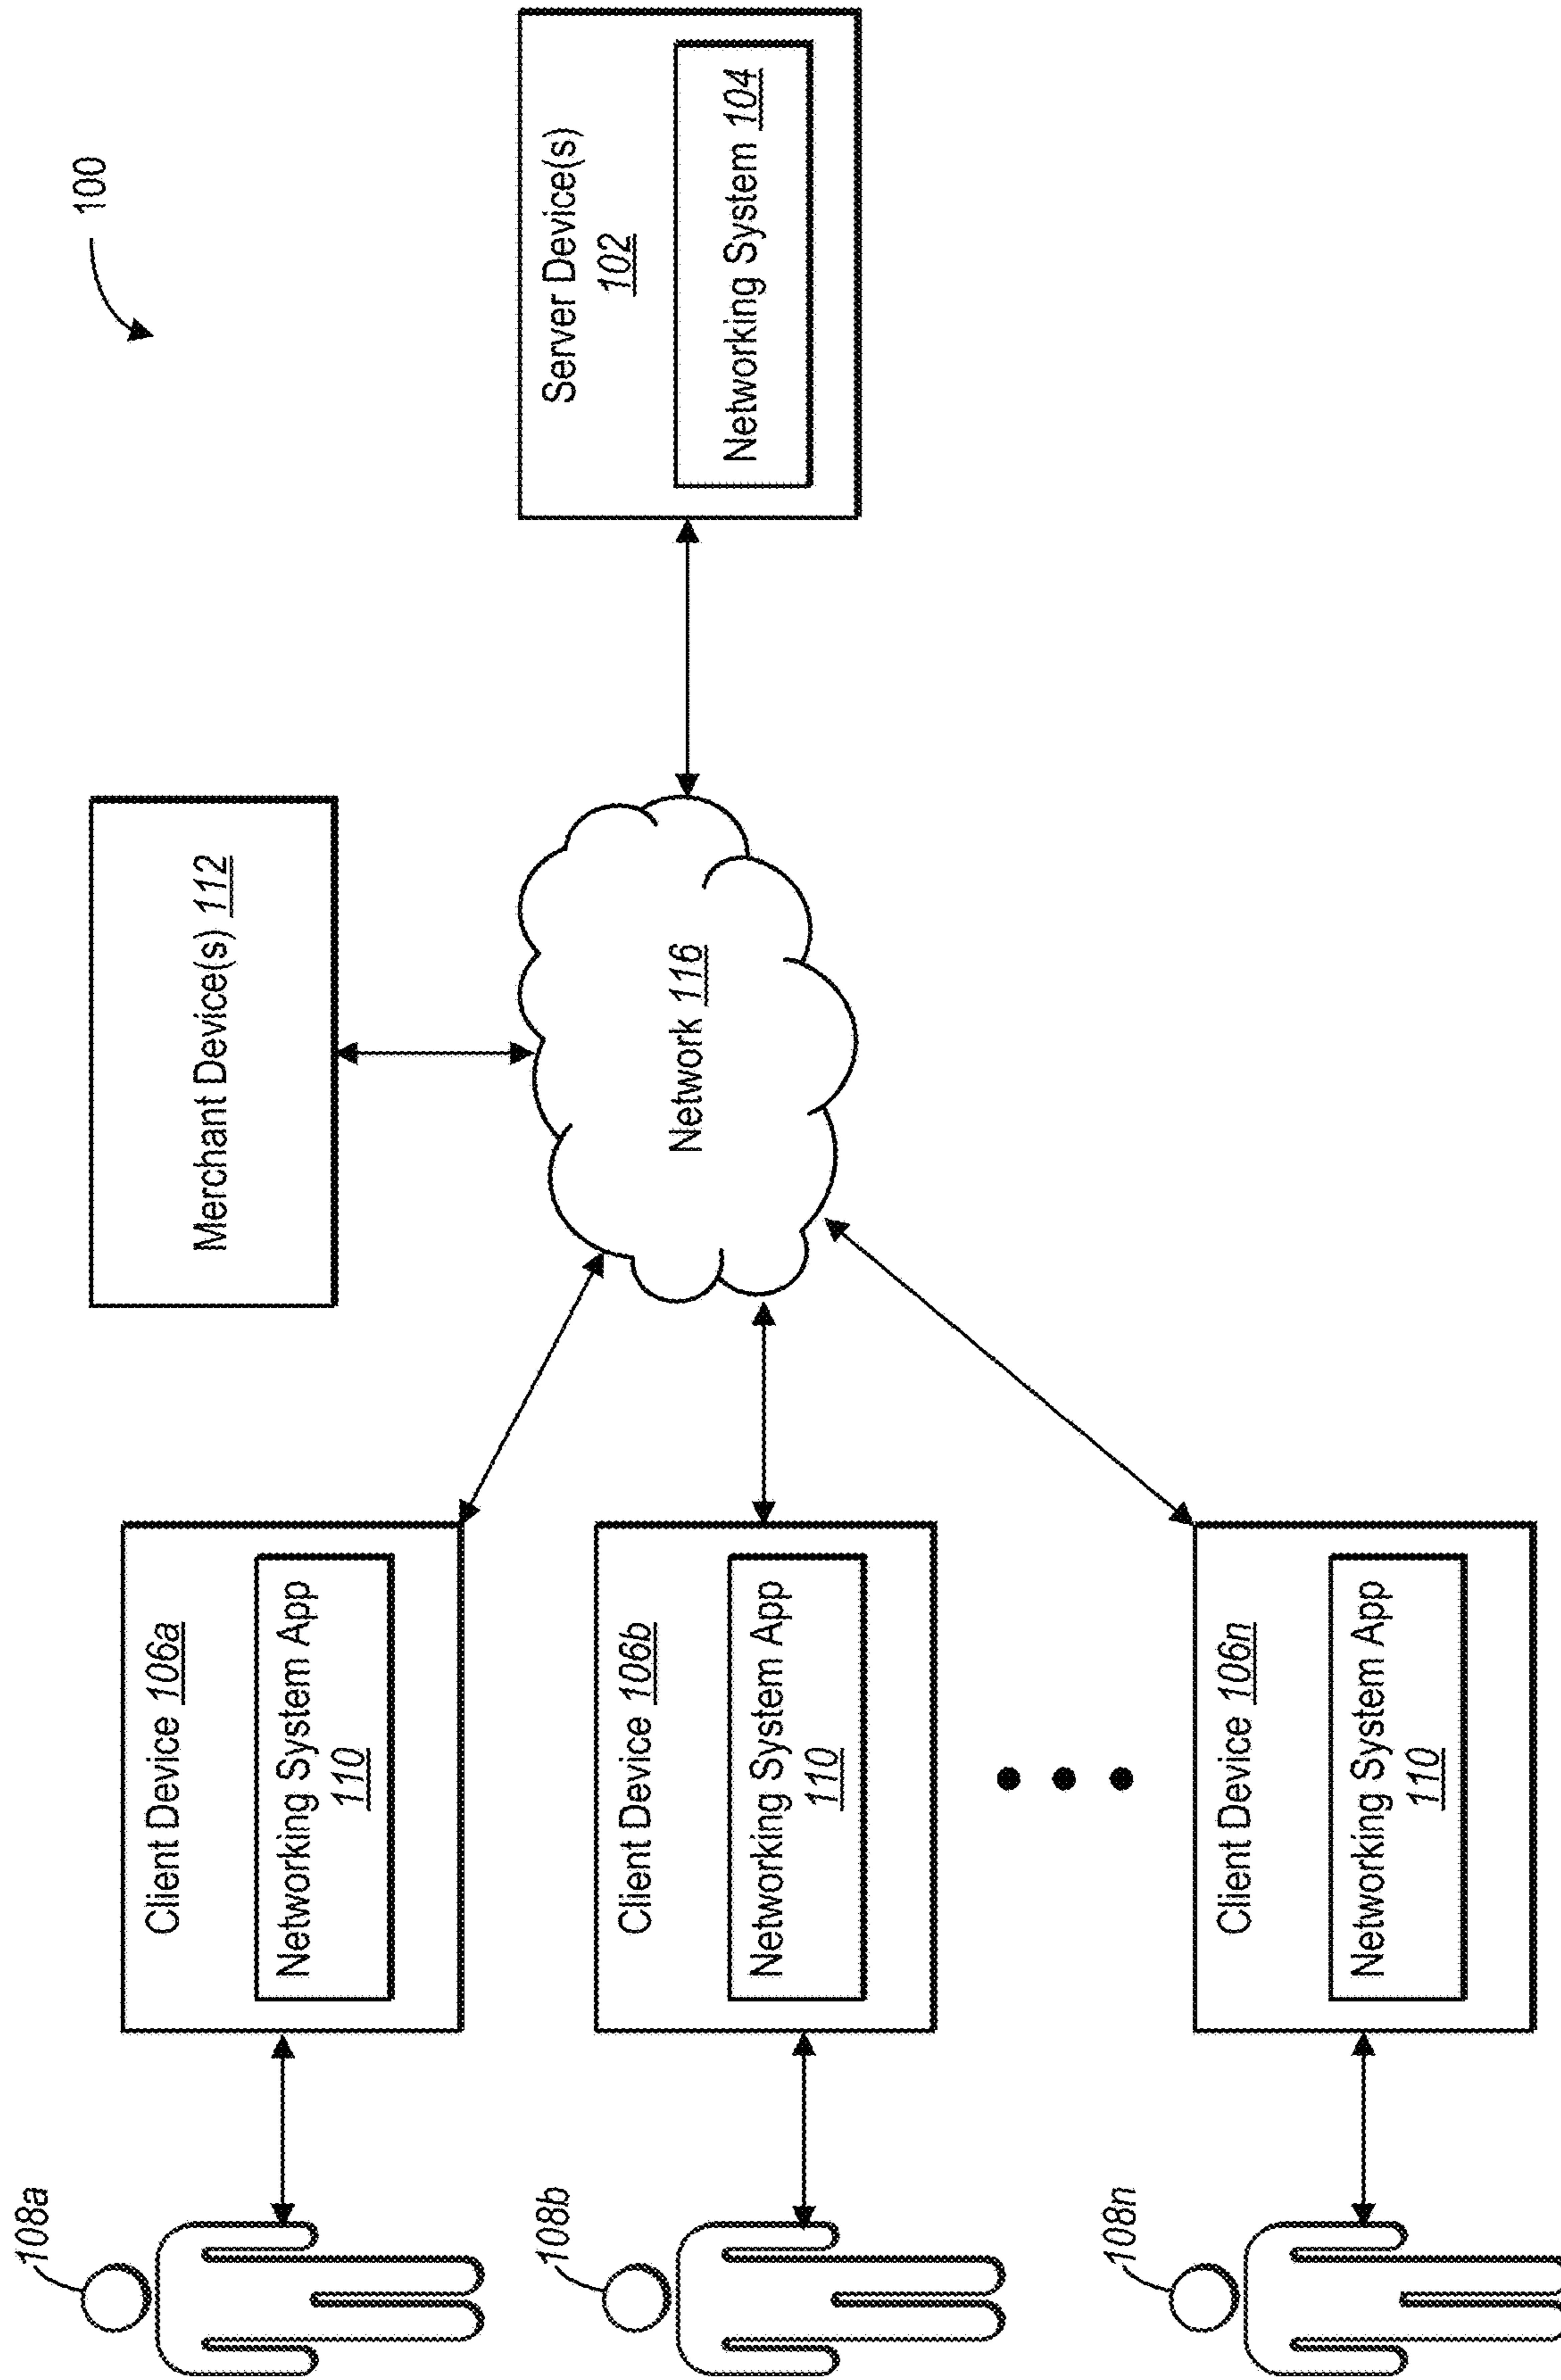 100
108a
Client Device 106a
Networking System App
110
Merchant Device(s) 112
108b
Client Device 106b
Networking System App
110
Network 116
Server Device(s)
102
Networking System 104
108n
Client Device 106n
Networking System App
110